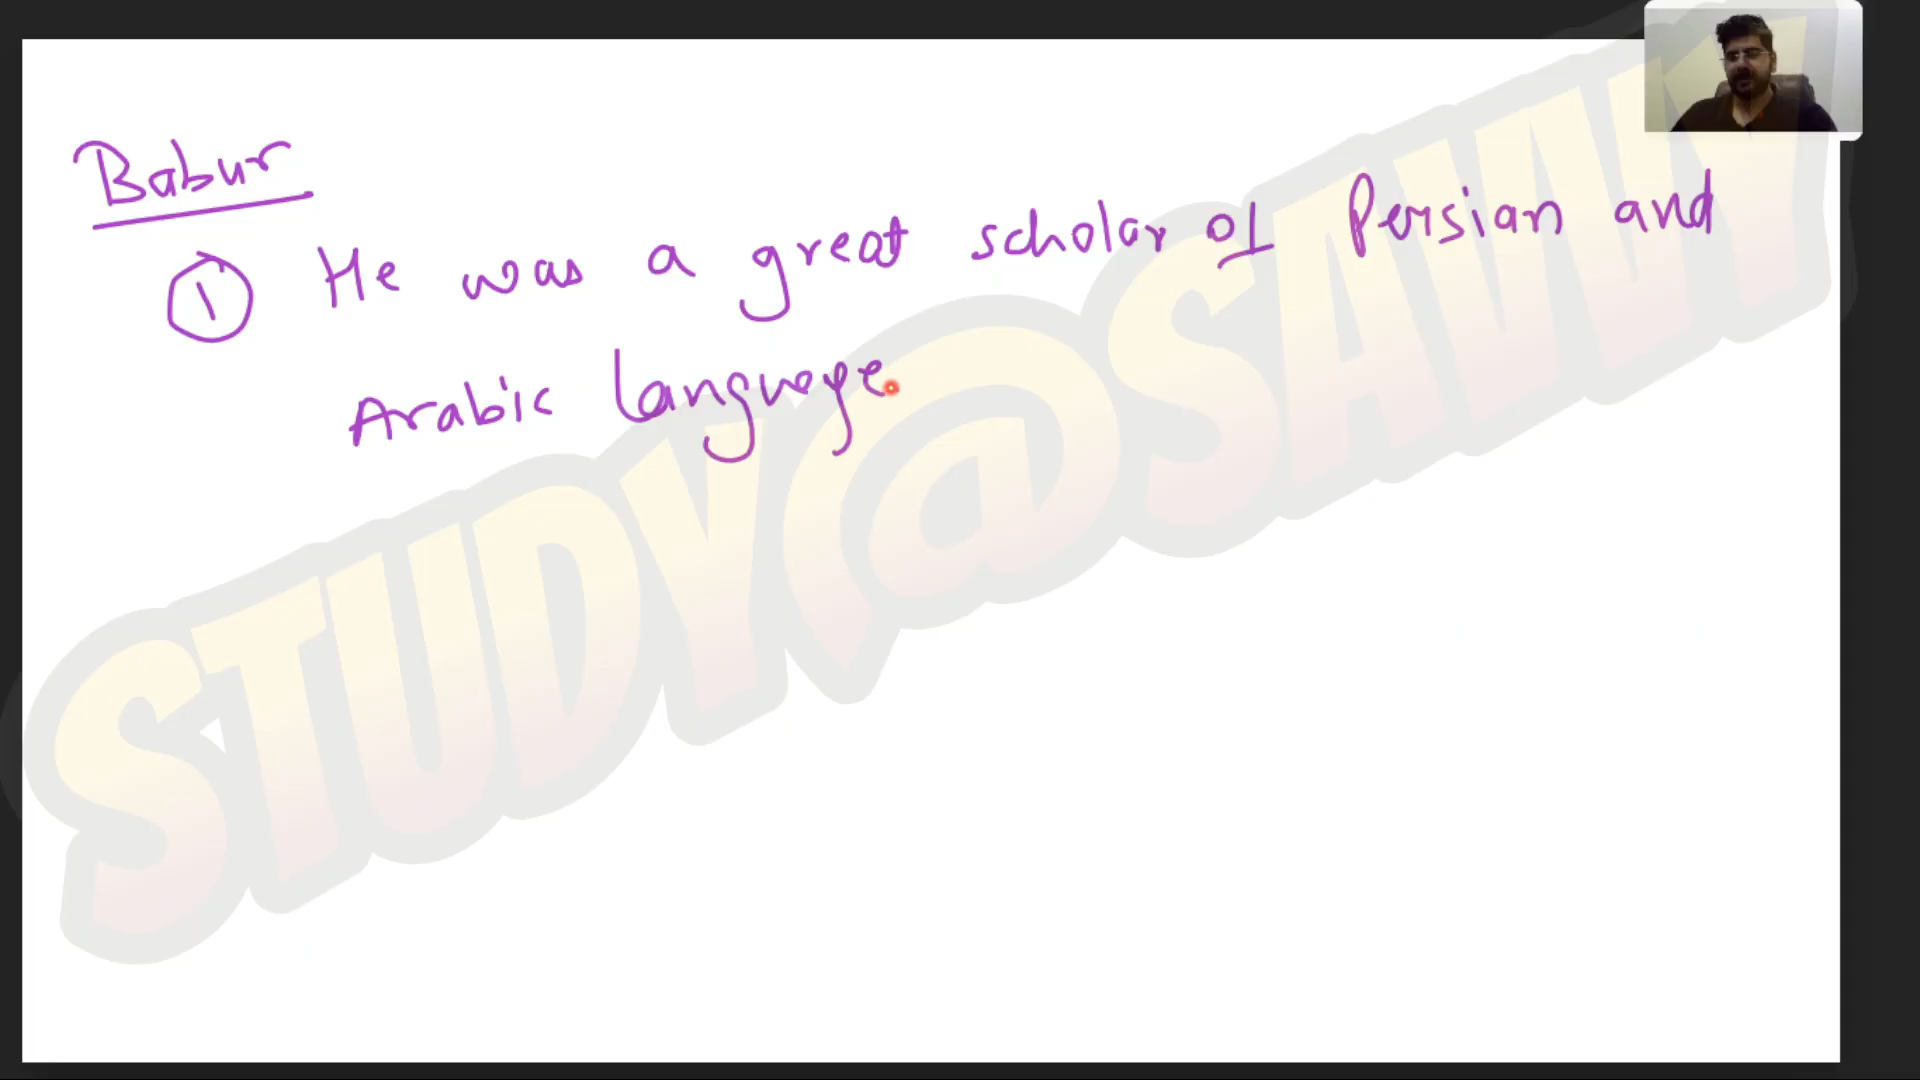 Babur
① He was a great scholar of Persian and
Arabic language
STUDY@SAVVY